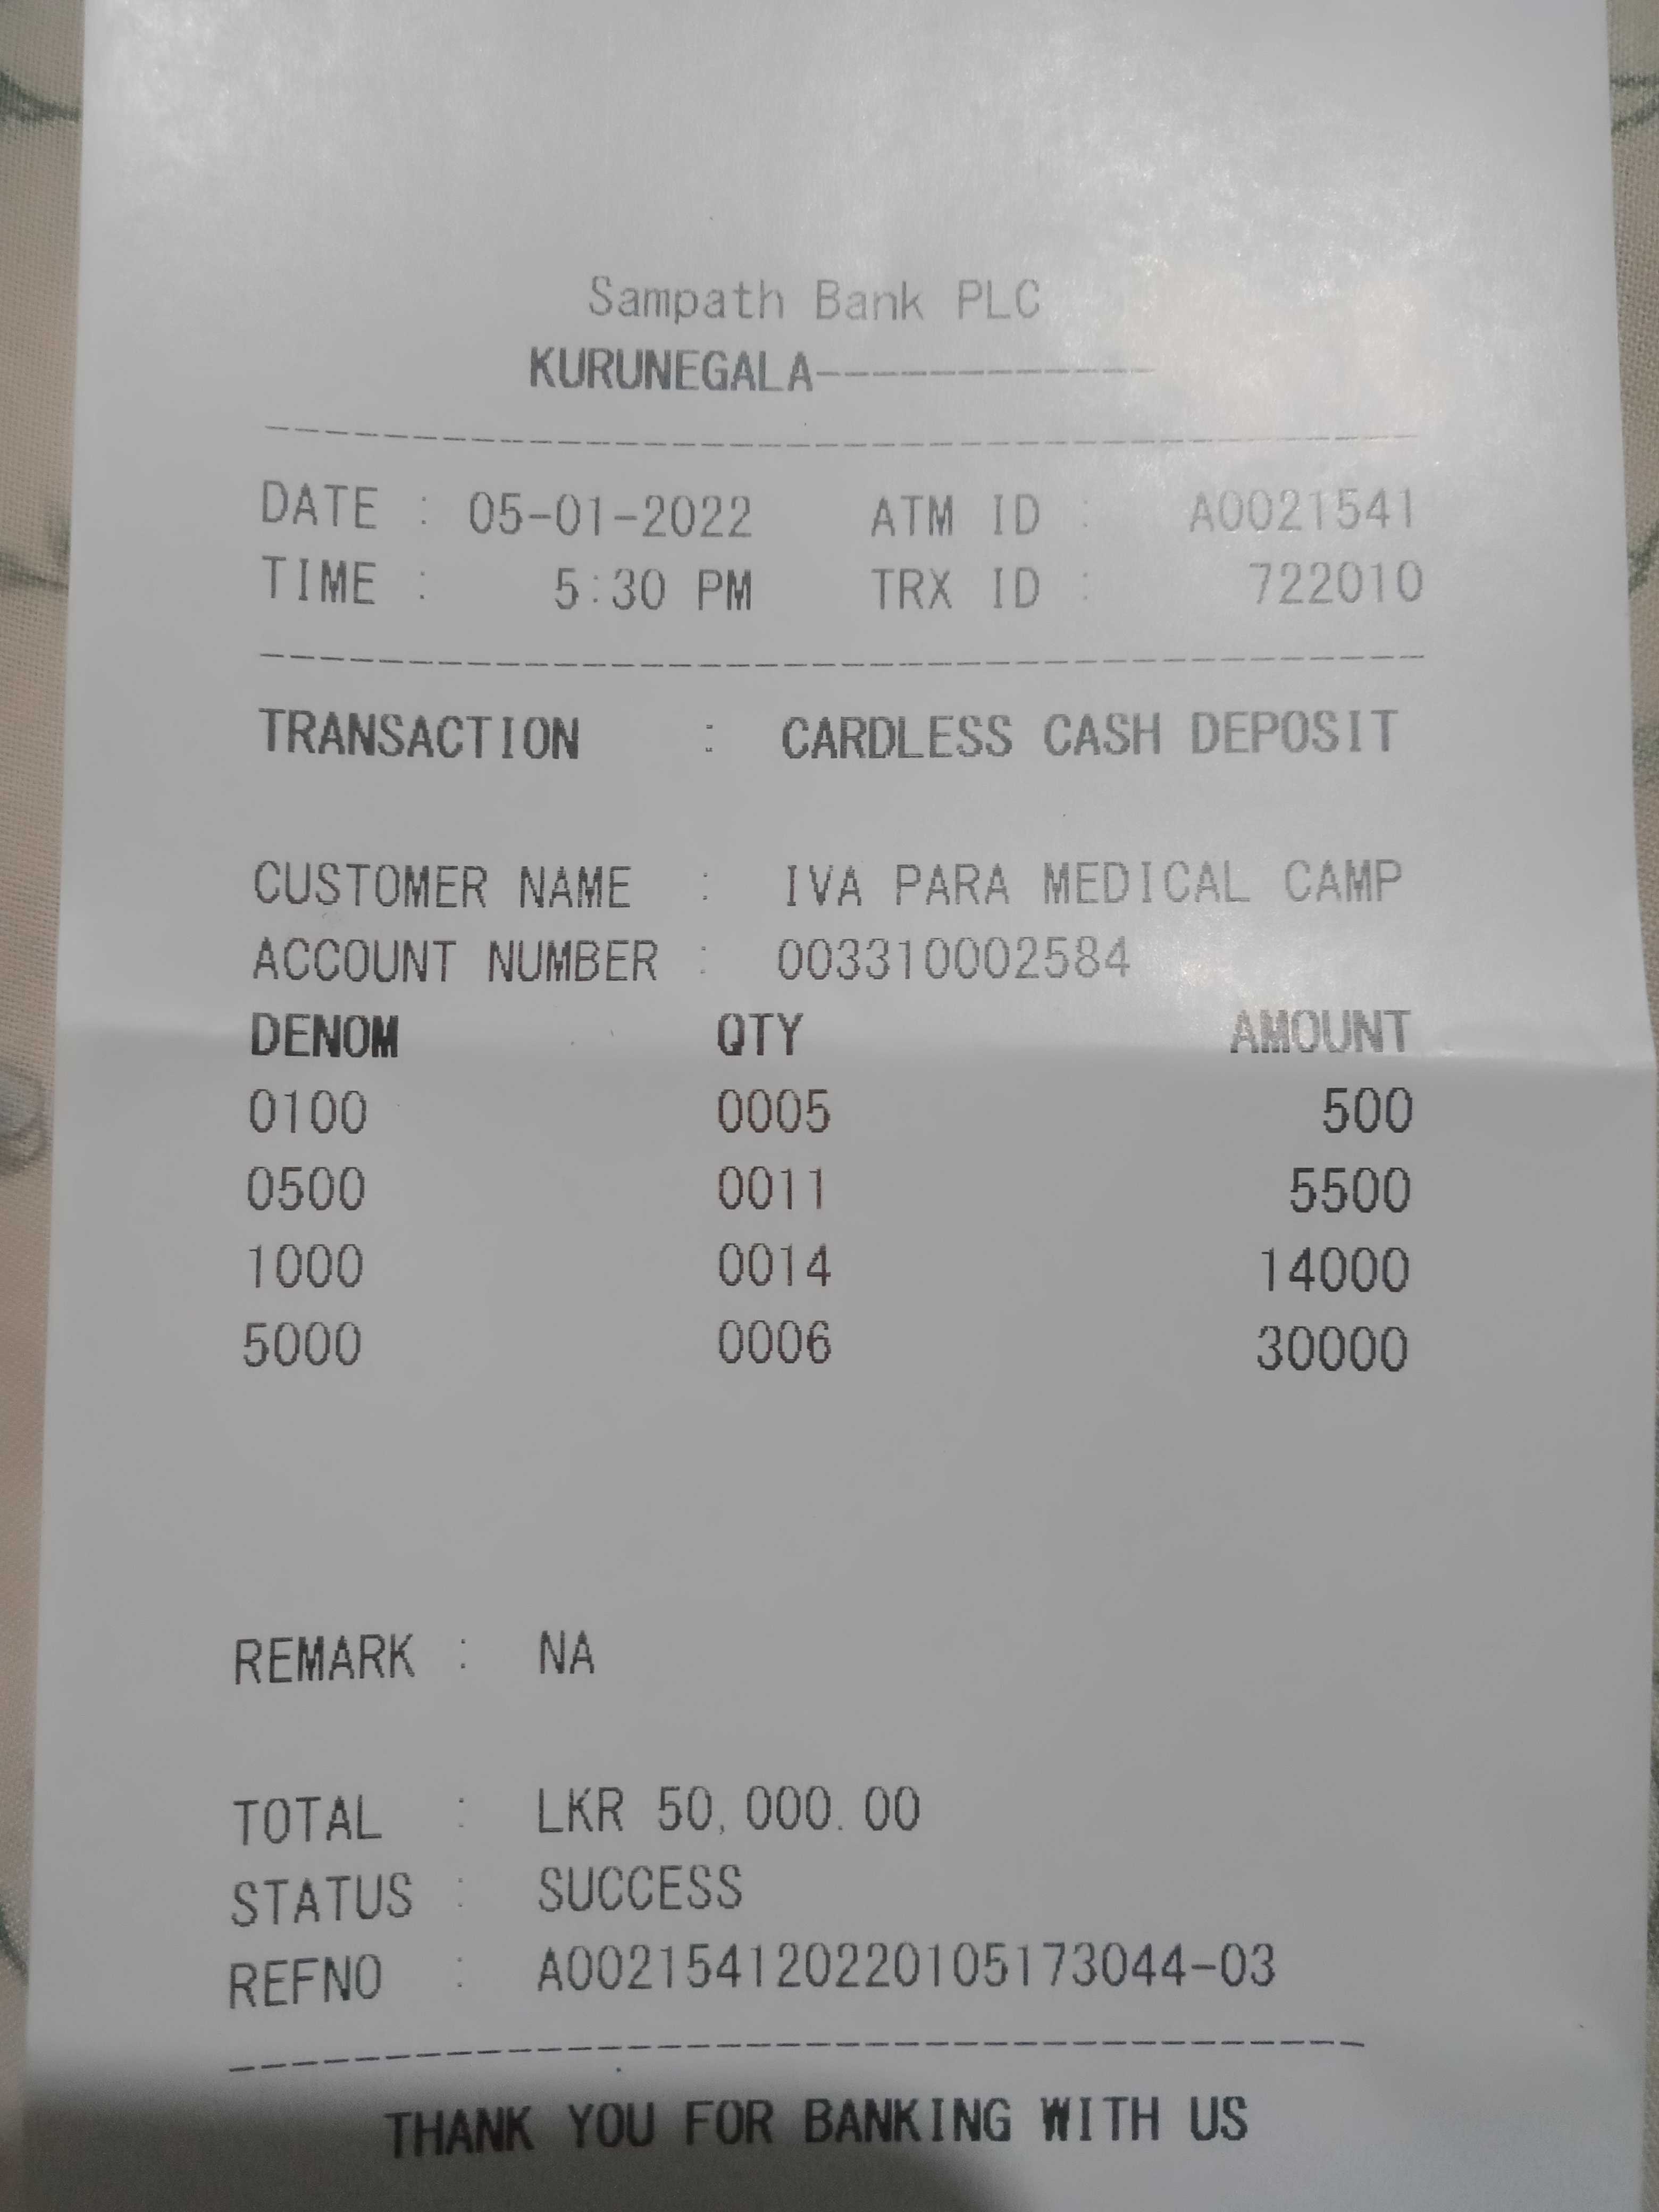 Sampath Bank PLC
KURUNEGALA------------
DATE : 05-01-2022 ATM ID : A0021541
TIME : 5:30 PM TRX ID : 722010
TRANSACTION : CARDLESS CASH DEPOSIT
CUSTOMER NAME : IVA PARA MEDICAL CAMP
ACCOUNT NUMBER : 003310002584
DENOM QTY AMOUNT
0100 0005 500
0500 0011 5500
1000 0014 14000
5000 0006 30000
REMARK : NA
TOTAL : LKR 50,000.00
STATUS : SUCCESS
REFNO : A002154120220105173044-03
THANK YOU FOR BANKING WITH US